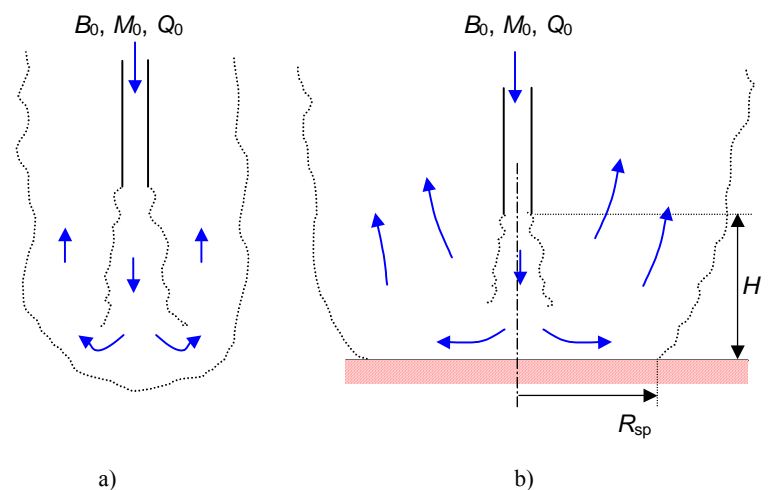 B₀, M₀, Q₀
B₀, M₀, Q₀
H
Rsp
a)
b)